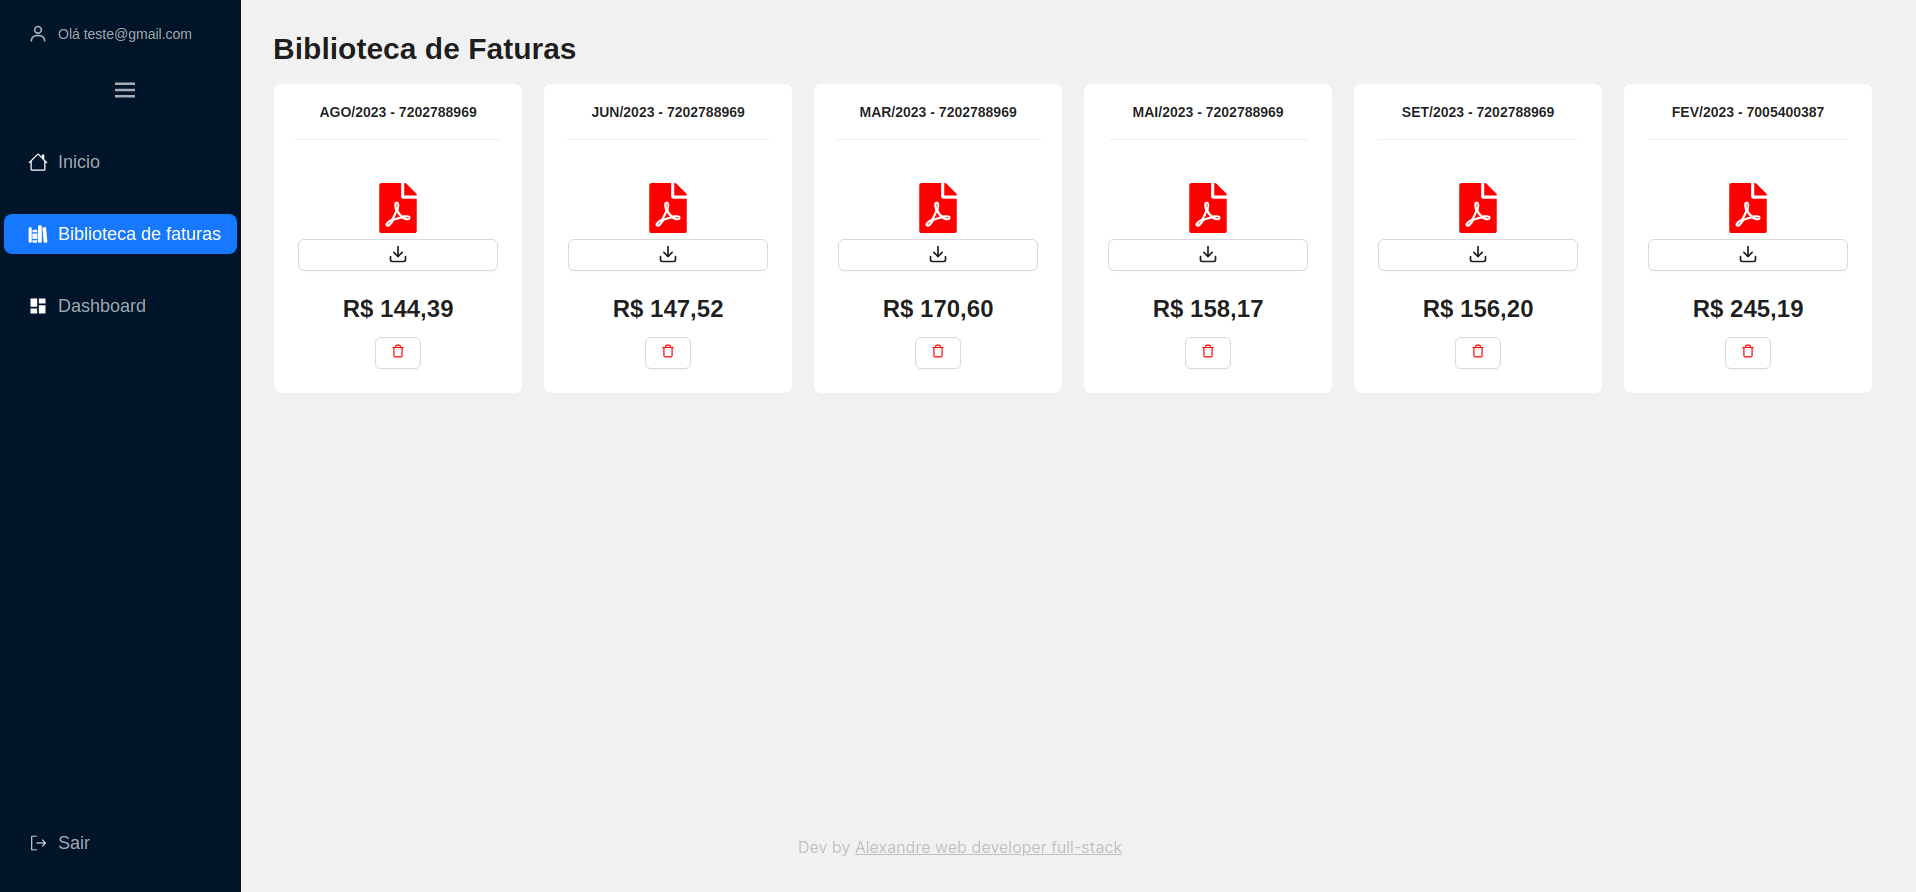 Olá teste@gmail.com
Inicio
Biblioteca de faturas
Dashboard
Sair
Biblioteca de Faturas
AGO/2023 - 7202788969
R$ 144,39
JUN/2023 - 7202788969
R$ 147,52
MAR/2023 - 7202788969
R$ 170,60
MAI/2023 - 7202788969
R$ 158,17
SET/2023 - 7202788969
R$ 156,20
FEV/2023 - 7005400387
R$ 245,19
Dev by Alexandre web developer full-stack